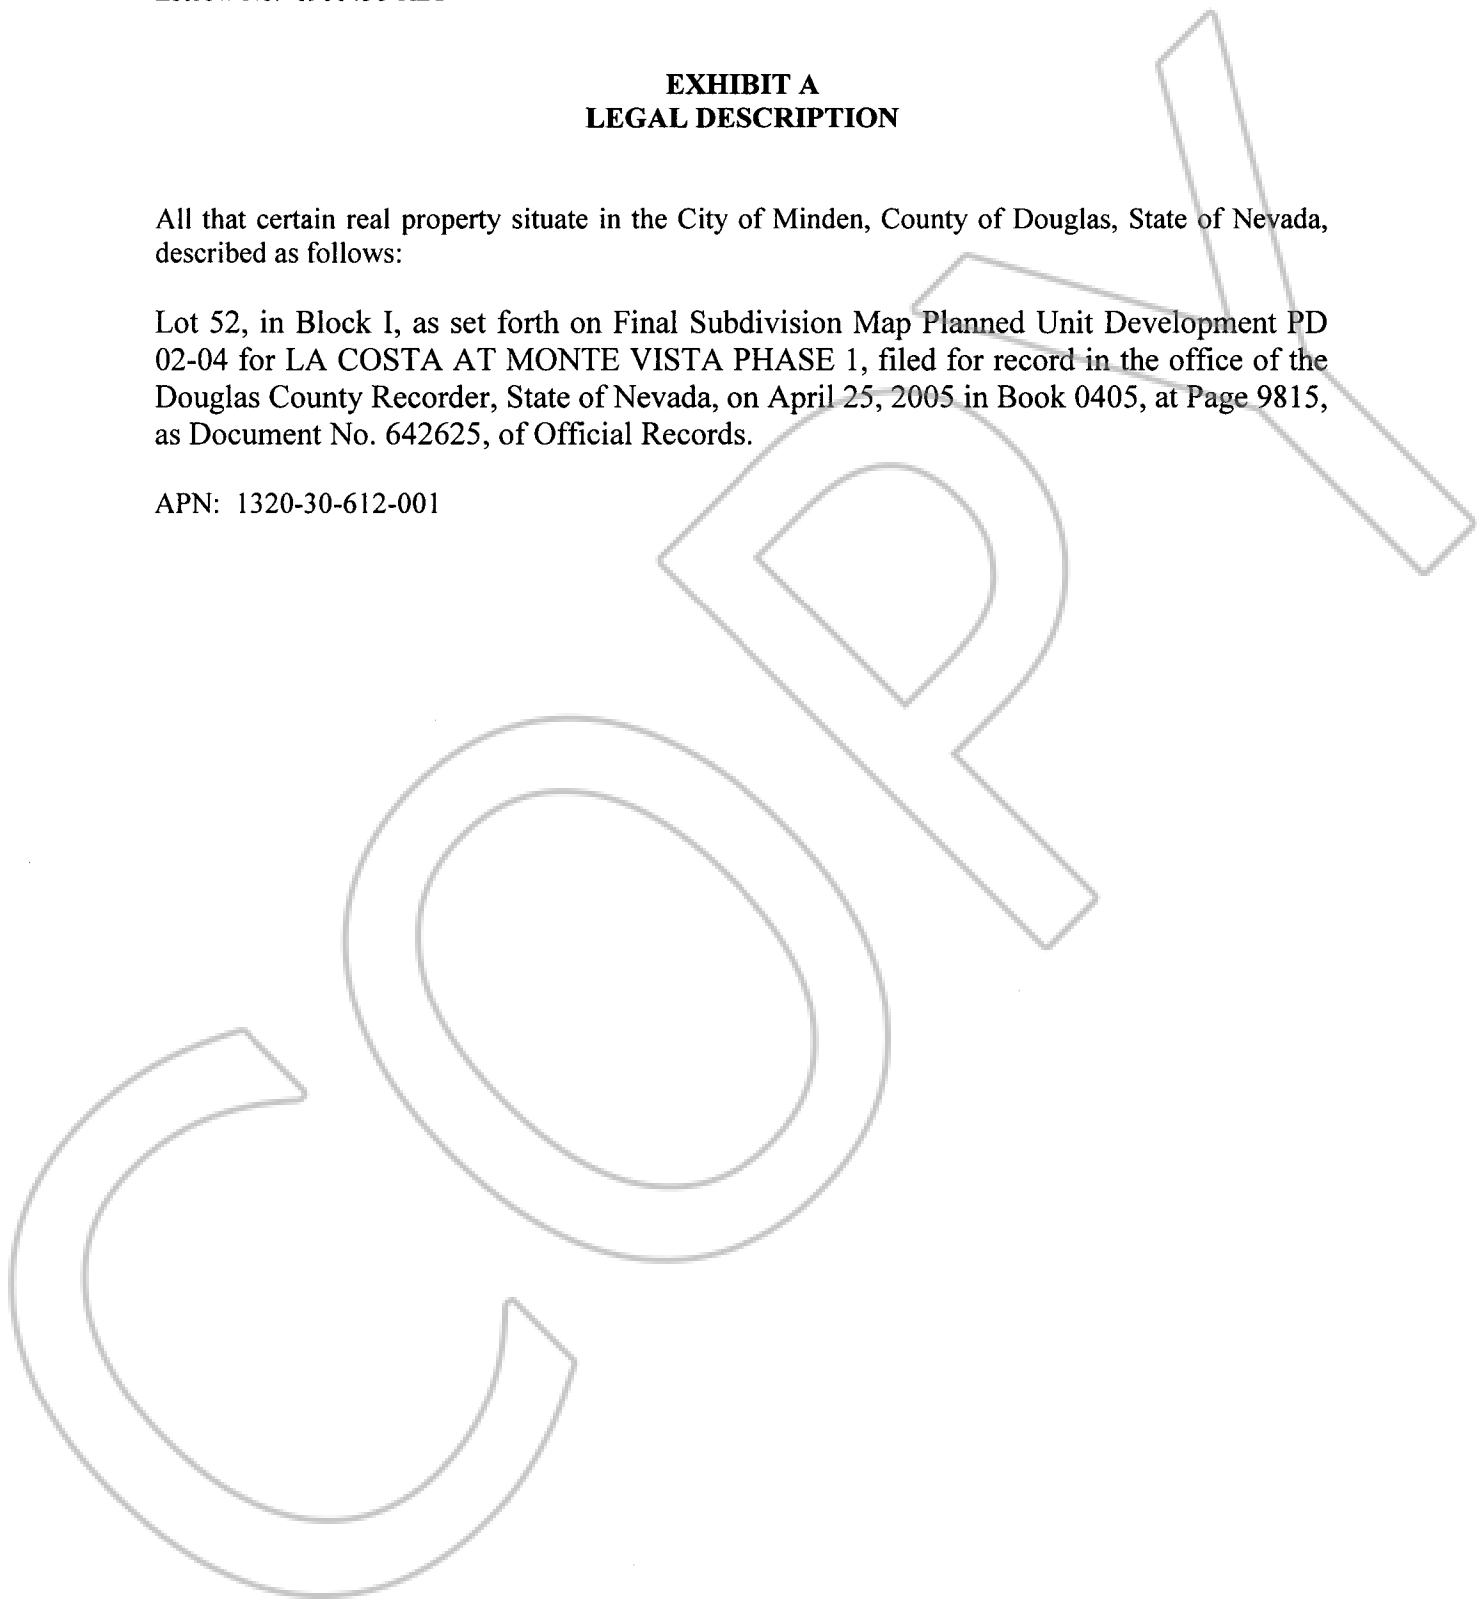 EXHIBIT A
LEGAL DESCRIPTION
All that certain real property situate in the City of Minden, County of Douglas, State of Nevada,
described as follows:
Lot 52, in Block I, as set forth on Final Subdivision Map Planned Unit Development PD
02-04 for LA COSTA AT MONTE VISTA PHASE 1, filed for record in the office of the
Douglas County Recorder, State of Nevada, on April 25, 2005 in Book 0405, at Page 9815,
as Document No. 642625, of Official Records.
APN: 1320-30-612-001
COPY